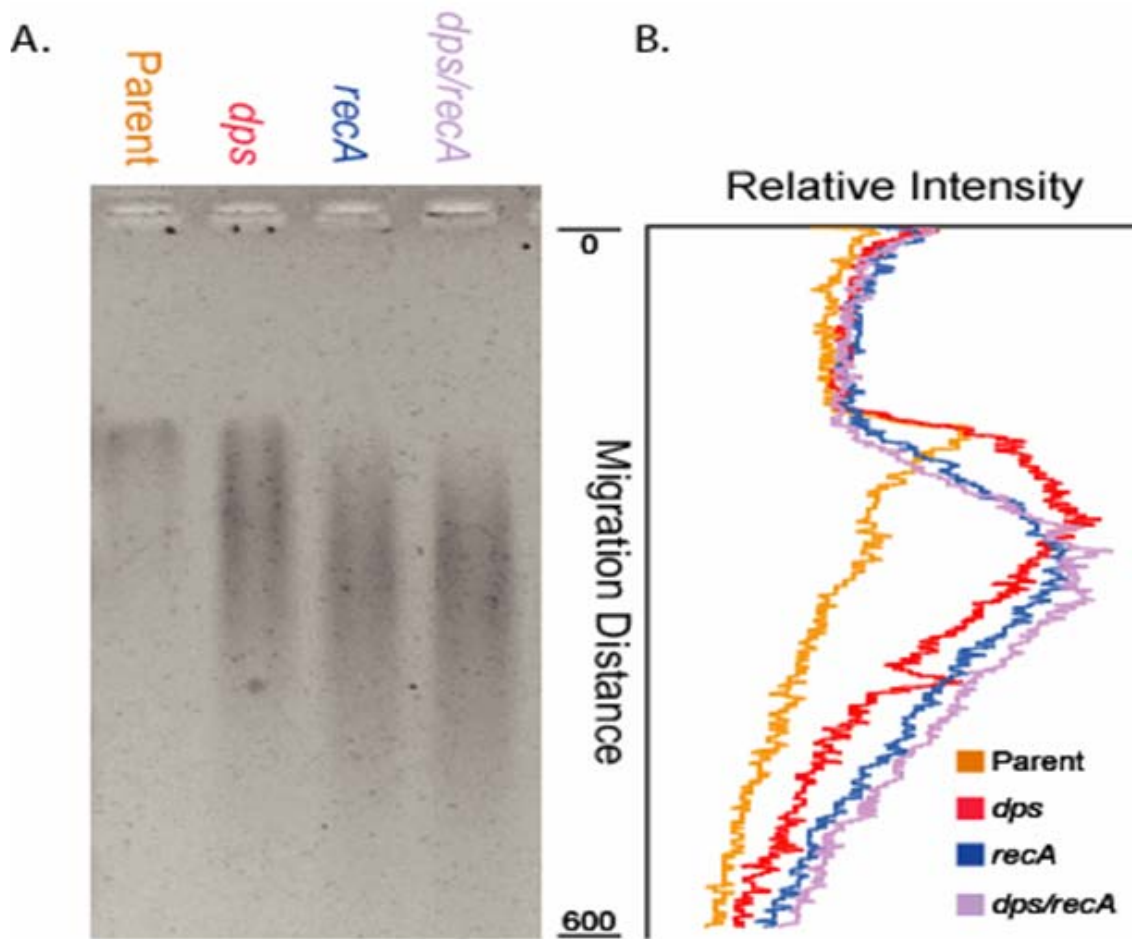 A.
Parent
dps
recA
dps/recA
0
Migration Distance
600
B.
Relative Intensity
Parent
dps
recA
dps/recA